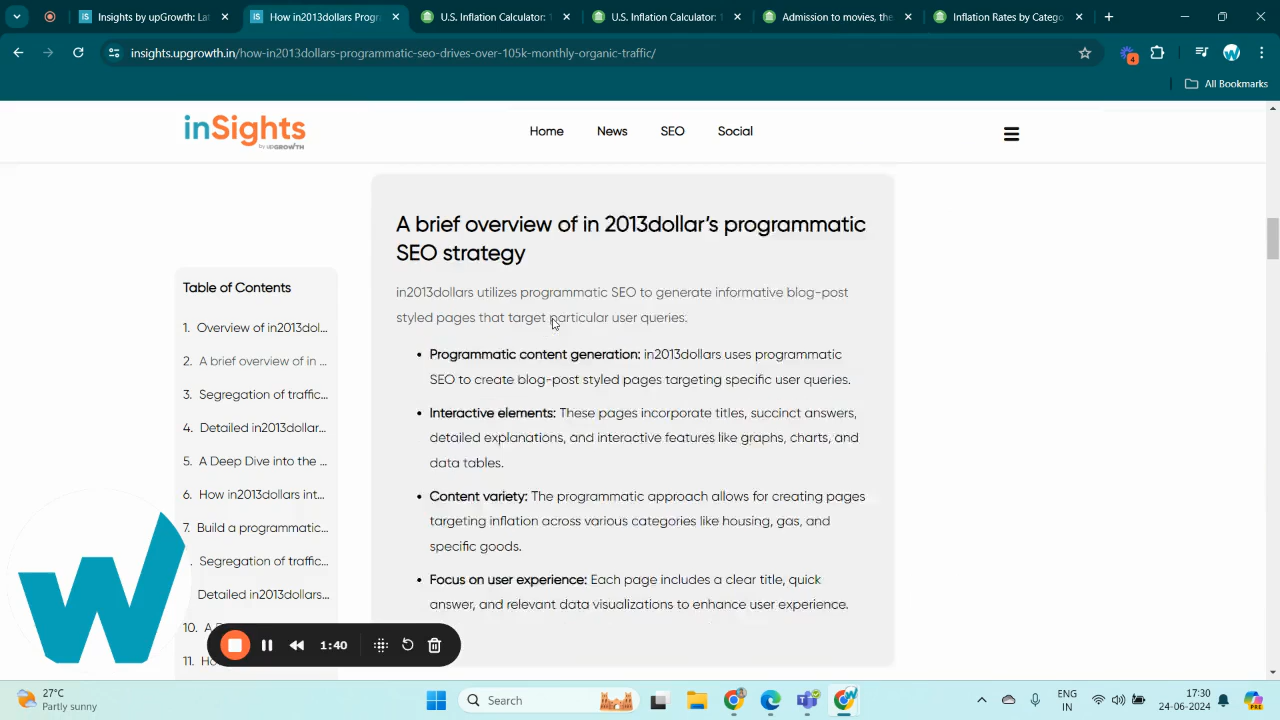 Insights by upGrowth: Lat
How in2013dollars Progr
U.S. Inflation Calculator: 1
U.S. Inflation Calculator:
Admission to movies, the
Inflation Rates by Catego
insights.upgrowth.in/how-in2013dollars-programmatic-seo-drives-over-105k-monthly-organic-traffic/
4
All Bookmarks
inSights
by upGROWTH
Home
News
SEO
Social
A brief overview of in 2013dollar’s programmatic
SEO strategy
in2013dollars utilizes programmatic SEO to generate informative blog-post
styled pages that target particular user queries.
• Programmatic content generation: in2013dollars uses programmatic
SEO to create blog-post styled pages targeting specific user queries.
• Interactive elements: These pages incorporate titles, succinct answers,
detailed explanations, and interactive features like graphs, charts, and
data tables.
• Content variety: The programmatic approach allows for creating pages
targeting inflation across various categories like housing, gas, and
specific goods.
• Focus on user experience: Each page includes a clear title, quick
answer, and relevant data visualizations to enhance user experience.
Table of Contents
1. Overview of in2013dol...
2. A brief overview of in ...
3. Segregation of traffic...
4. Detailed in2013dollar...
5. A Deep Dive into the ...
6. How in2013dollars int...
7. Build a programmatic...
. Segregation of traffic...
Detailed in2013dollars...
10. A
11.
W
1:40
27°C
Partly sunny
Search
ENG
IN
17:30
24-06-2024